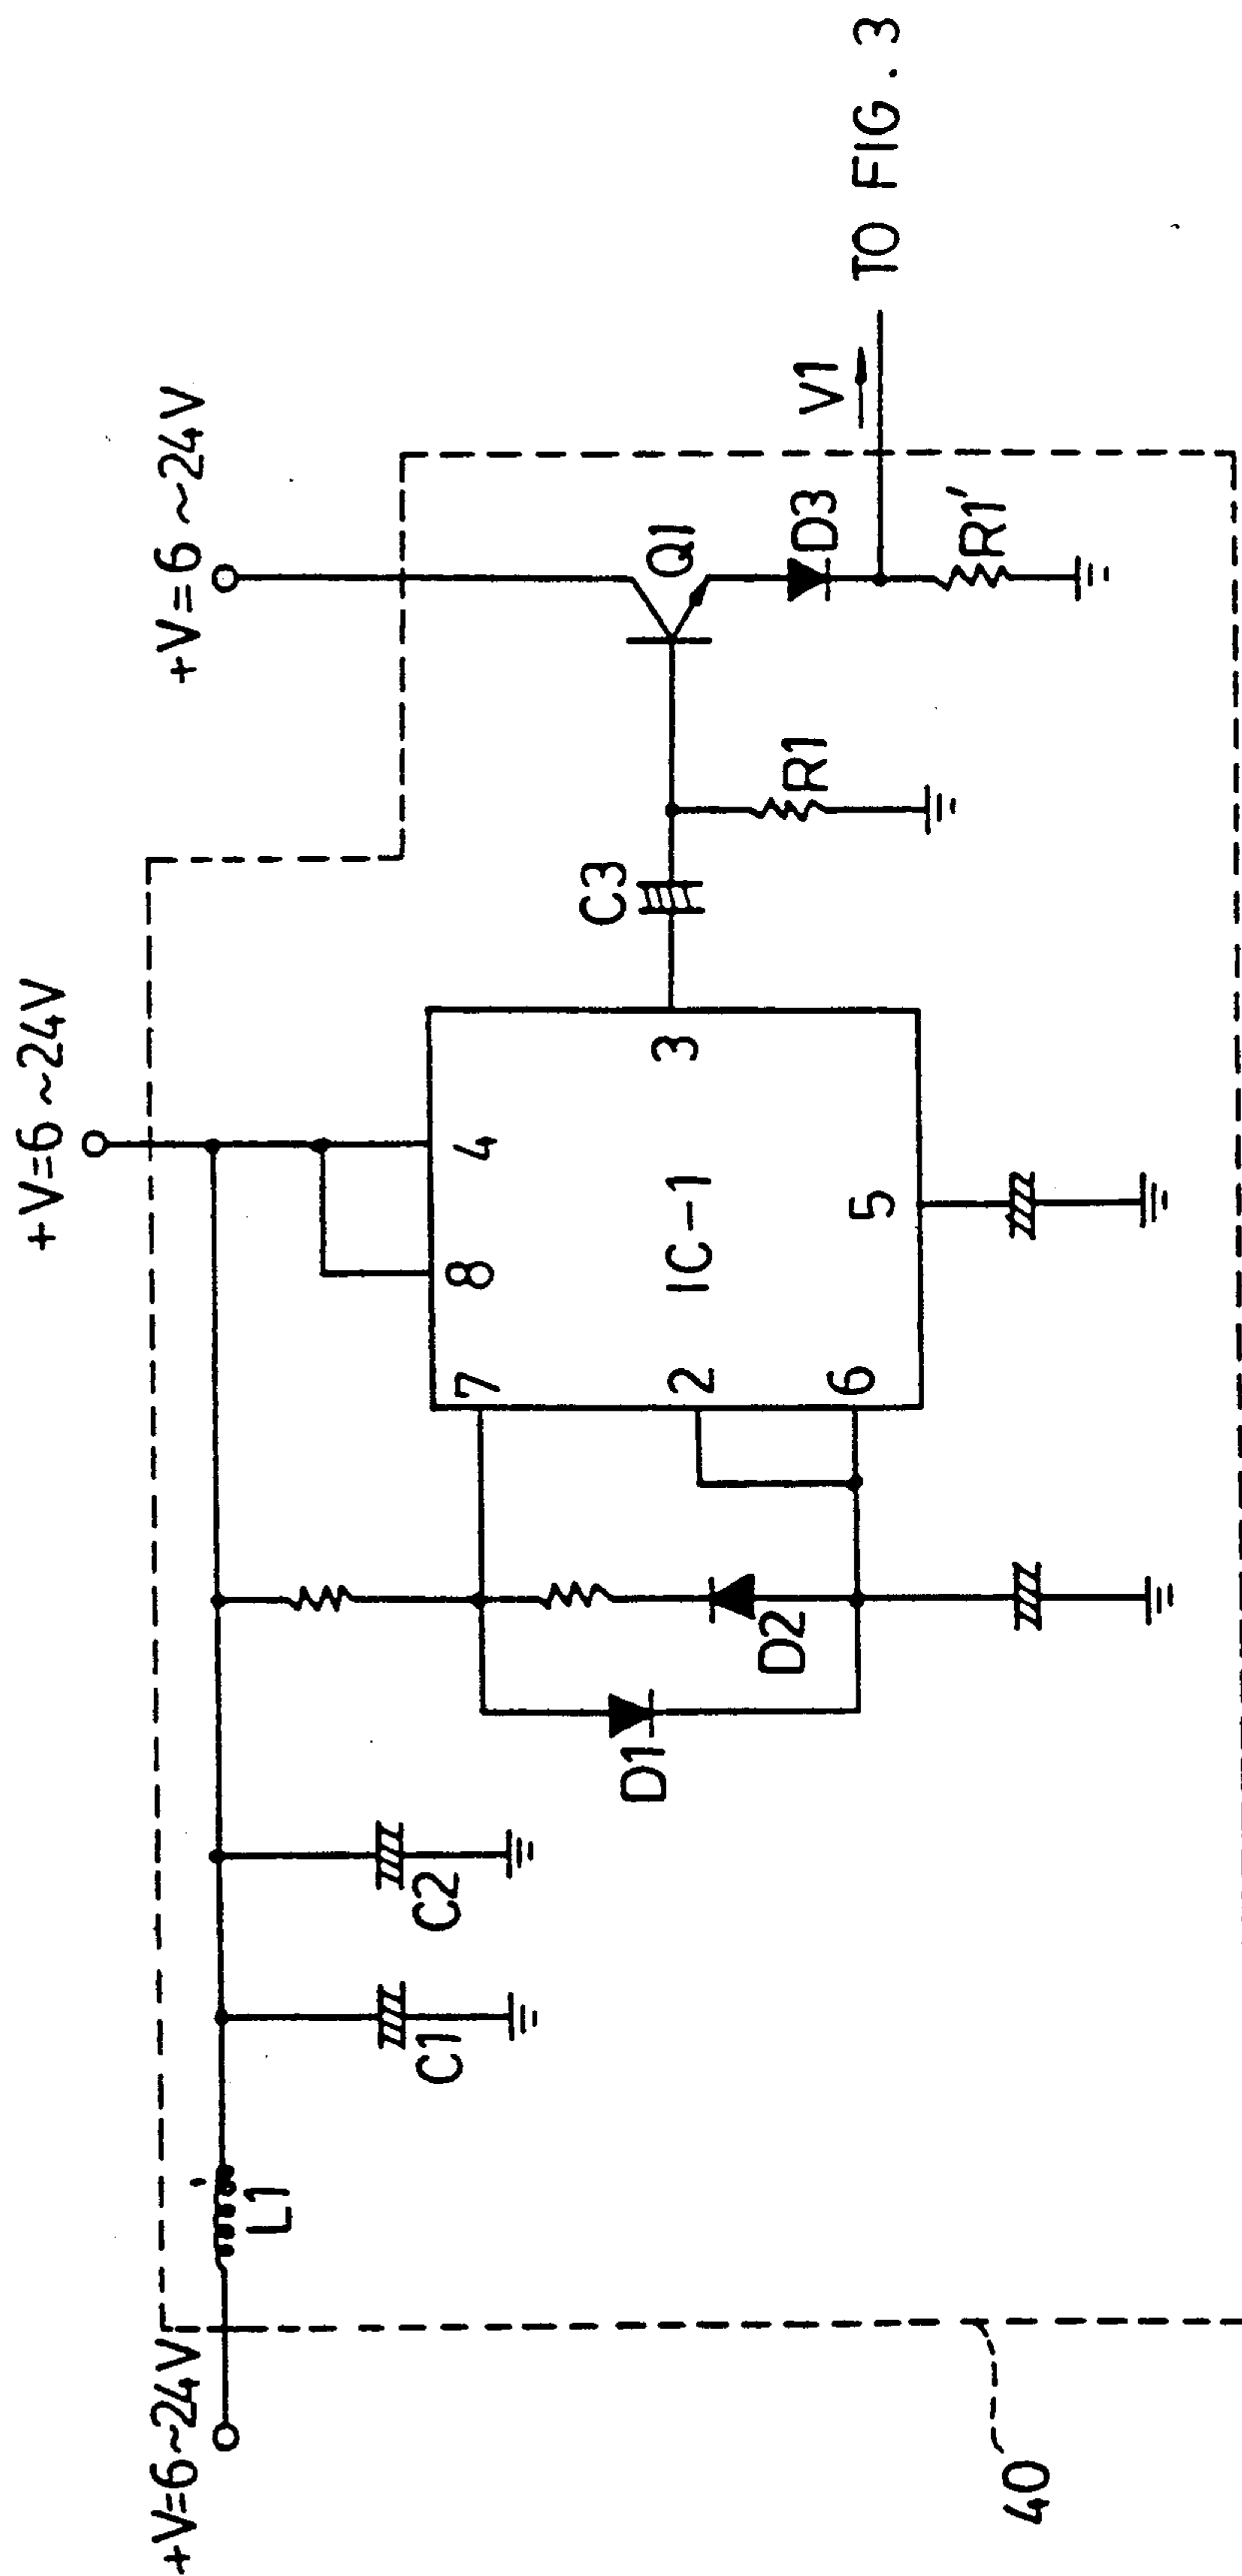 +V=6~24V
+V=6~24V
+V=6~24V
L1
C1
C2
D1
D2
7
8
4
2
IC-1
3
6
5
C3
R1
Q1
D3
V1
TO FIG. 3
R1'
40